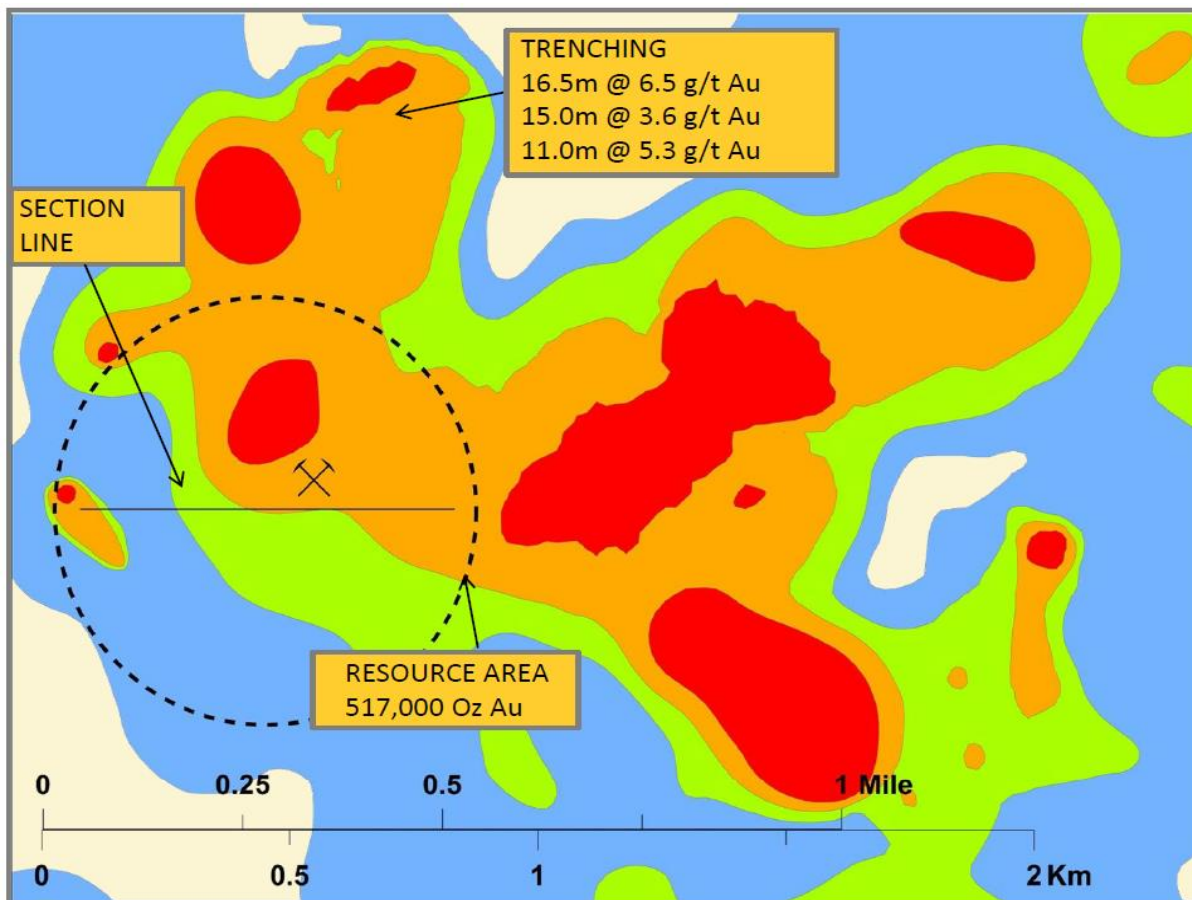 TRENCHING
16.5m @ 6.5 g/t Au
15.0m @ 3.6 g/t Au
11.0m @ 5.3 g/t Au
SECTION
LINE
RESOURCE AREA
517,000 Oz Au
0 0.25 0.5 1 Mile
0 0.5 1 2 Km